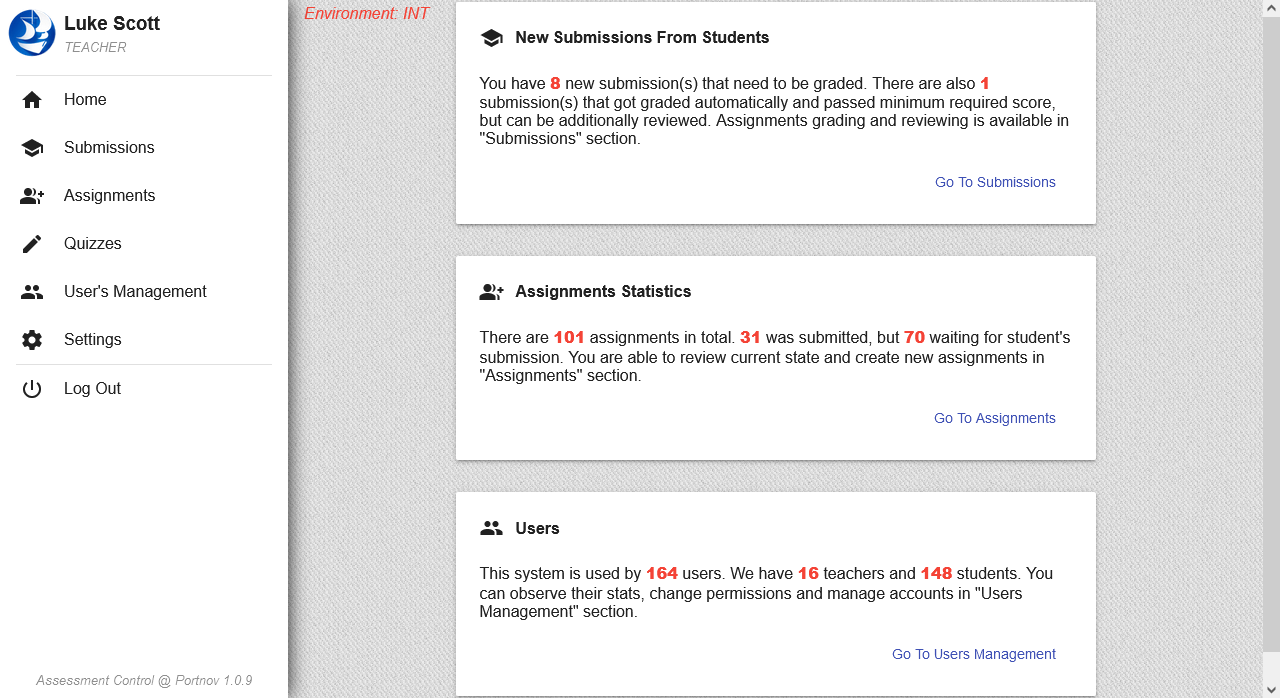 Luke Scott
TEACHER
Home
Submissions
Assignments
Quizzes
User's Management
Settings
Log Out
Assessment Control @ Portnov 1.0.9
Environment: INT
New Submissions From Students
You have 8 new submission(s) that need to be graded. There are also 1
submission(s) that got graded automatically and passed minimum required score,
but can be additionally reviewed. Assignments grading and reviewing is available in
"Submissions" section.
Go To Submissions
Assignments Statistics
There are 101 assignments in total. 31 was submitted, but 70 waiting for student's
submission. You are able to review current state and create new assignments in
"Assignments" section.
Go To Assignments
Users
This system is used by 164 users. We have 16 teachers and 148 students. You
can observe their stats, change permissions and manage accounts in "Users
Management" section.
Go To Users Management